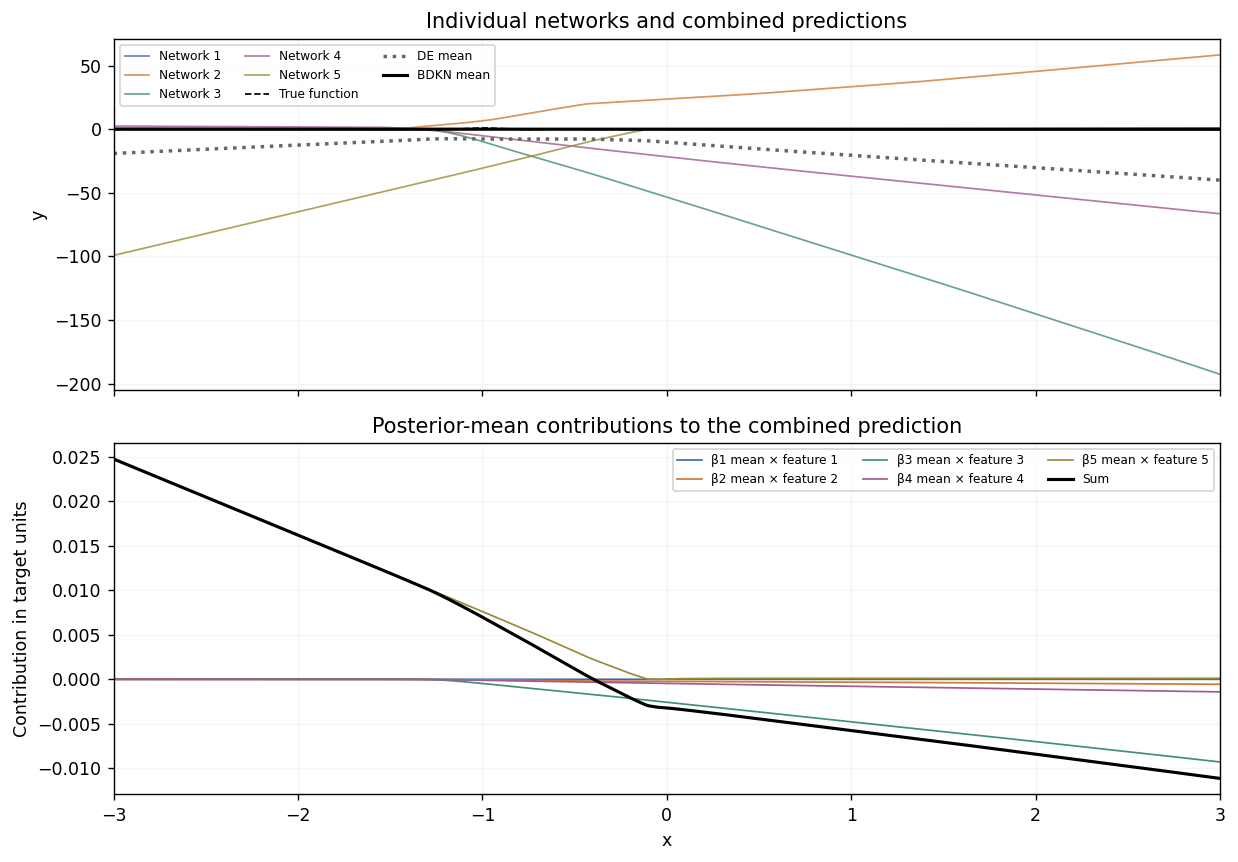 Individual networks and combined predictions
Network 1 Network 4 DE mean
Network 2 Network 5 BDKN mean
Network 3 True function
50
0
−50
−100
−150
−200
y
Posterior-mean contributions to the combined prediction
β1 mean × feature 1 β3 mean × feature 3 β5 mean × feature 5
β2 mean × feature 2 β4 mean × feature 4 Sum
0.025
0.020
0.015
0.010
0.005
0.000
−0.005
−0.010
Contribution in target units
−3 −2 −1 0 1 2 3
x